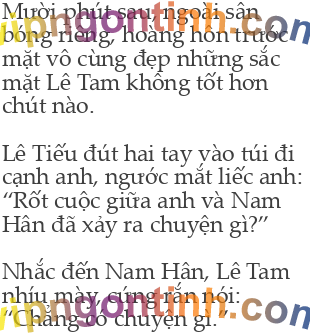 Mười phút sau, ngoài sân
bóng riêng, hoàng hôn trước
mặt vô cùng đẹp những sắc
mặt Lê Tam không tốt hơn
chút nào.

Lê Tiếu đút hai tay vào túi đi
cạnh anh, ngước mắt liếc anh:
“Rốt cuộc giữa anh và Nam
Hân đã xảy ra chuyện gì?”

Nhắc đến Nam Hân, Lê Tam
nhíu mày, cứng rắn nói:
“Chẳng có chuyện gì.”
vipngontinh.com
vipngontinh.com